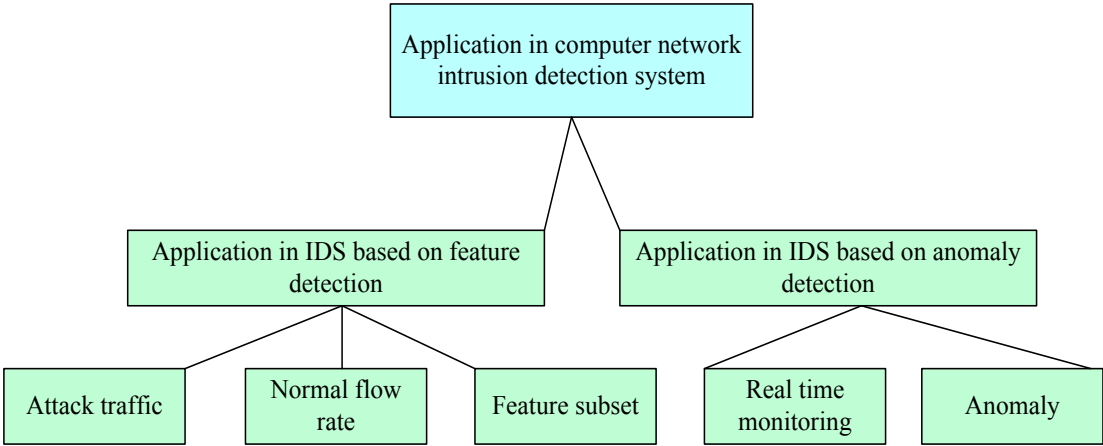 Application in computer network
intrusion detection system
Application in IDS based on feature
detection
Application in IDS based on anomaly
detection
Attack traffic
Normal flow
rate
Feature subset
Real time
monitoring
Anomaly